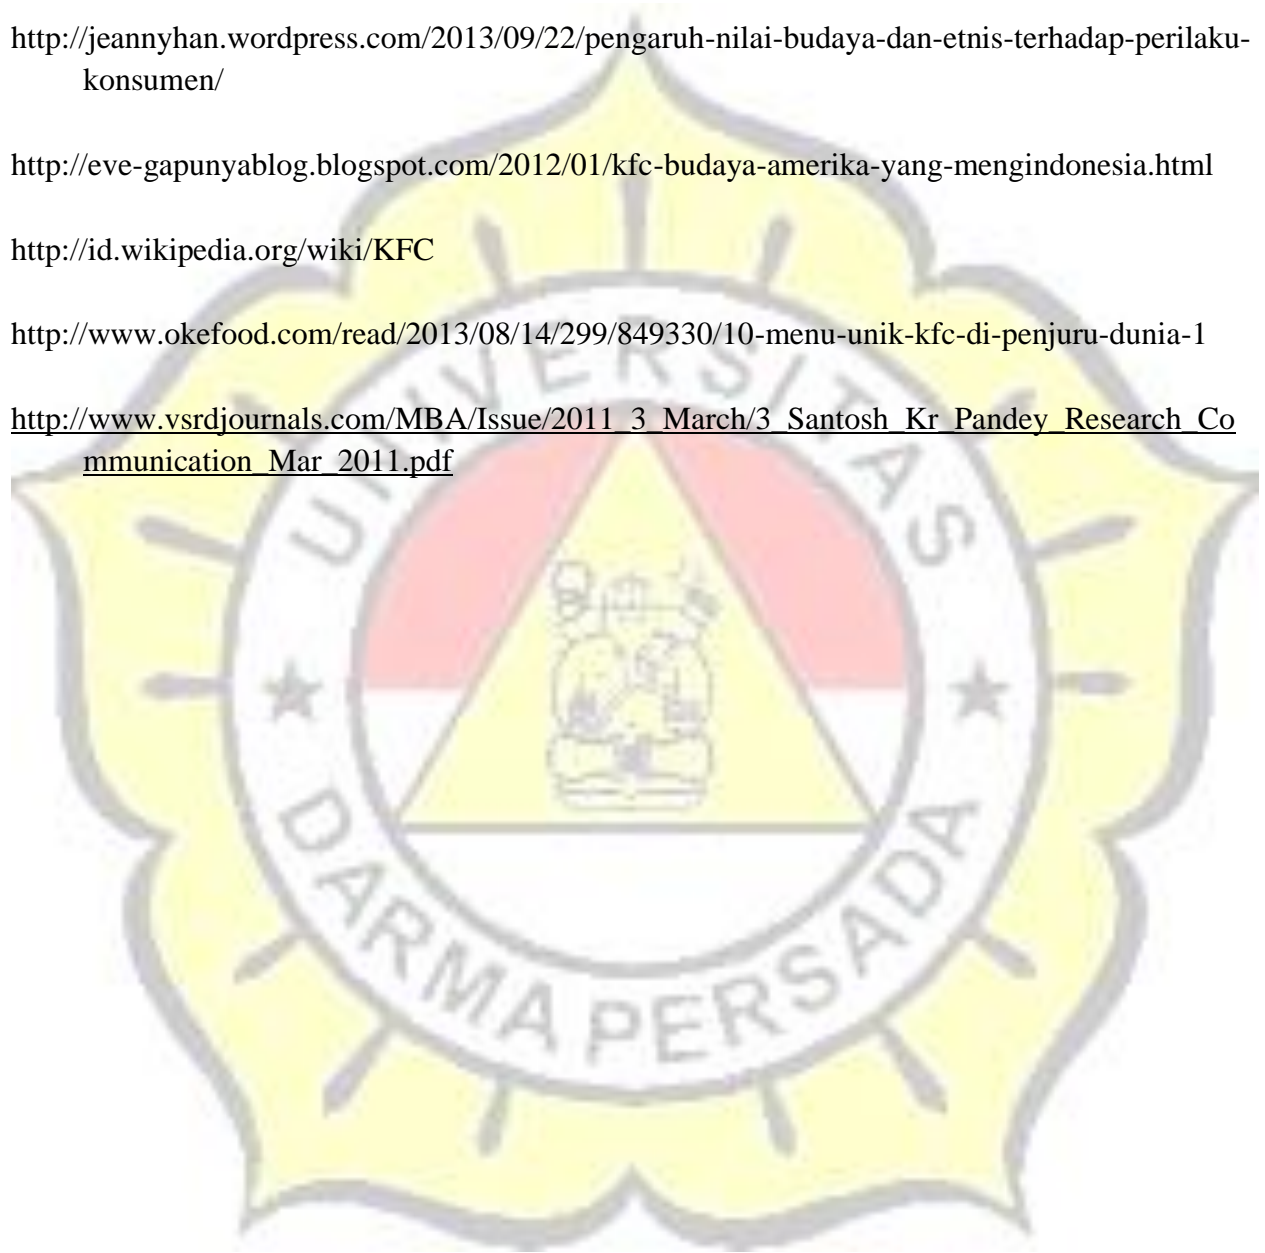 http://jeannyhan.wordpress.com/2013/09/22/pengaruh-nilai-budaya-dan-etnis-terhadap-perilaku-
konsumen/
http://eve-gapunyablog.blogspot.com/2012/01/kfc-budaya-amerika-yang-mengindonesia.html
http://id.wikipedia.org/wiki/KFC
http://www.okefood.com/read/2013/08/14/299/849330/10-menu-unik-kfc-di-penjuru-dunia-1
http://www.vsrdjournals.com/MBA/Issue/2011_3_March/3_Santosh_Kr_Pandey_Research_Co
mmunication_Mar_2011.pdf
UNIVERSITAS
DARMA PERSADA